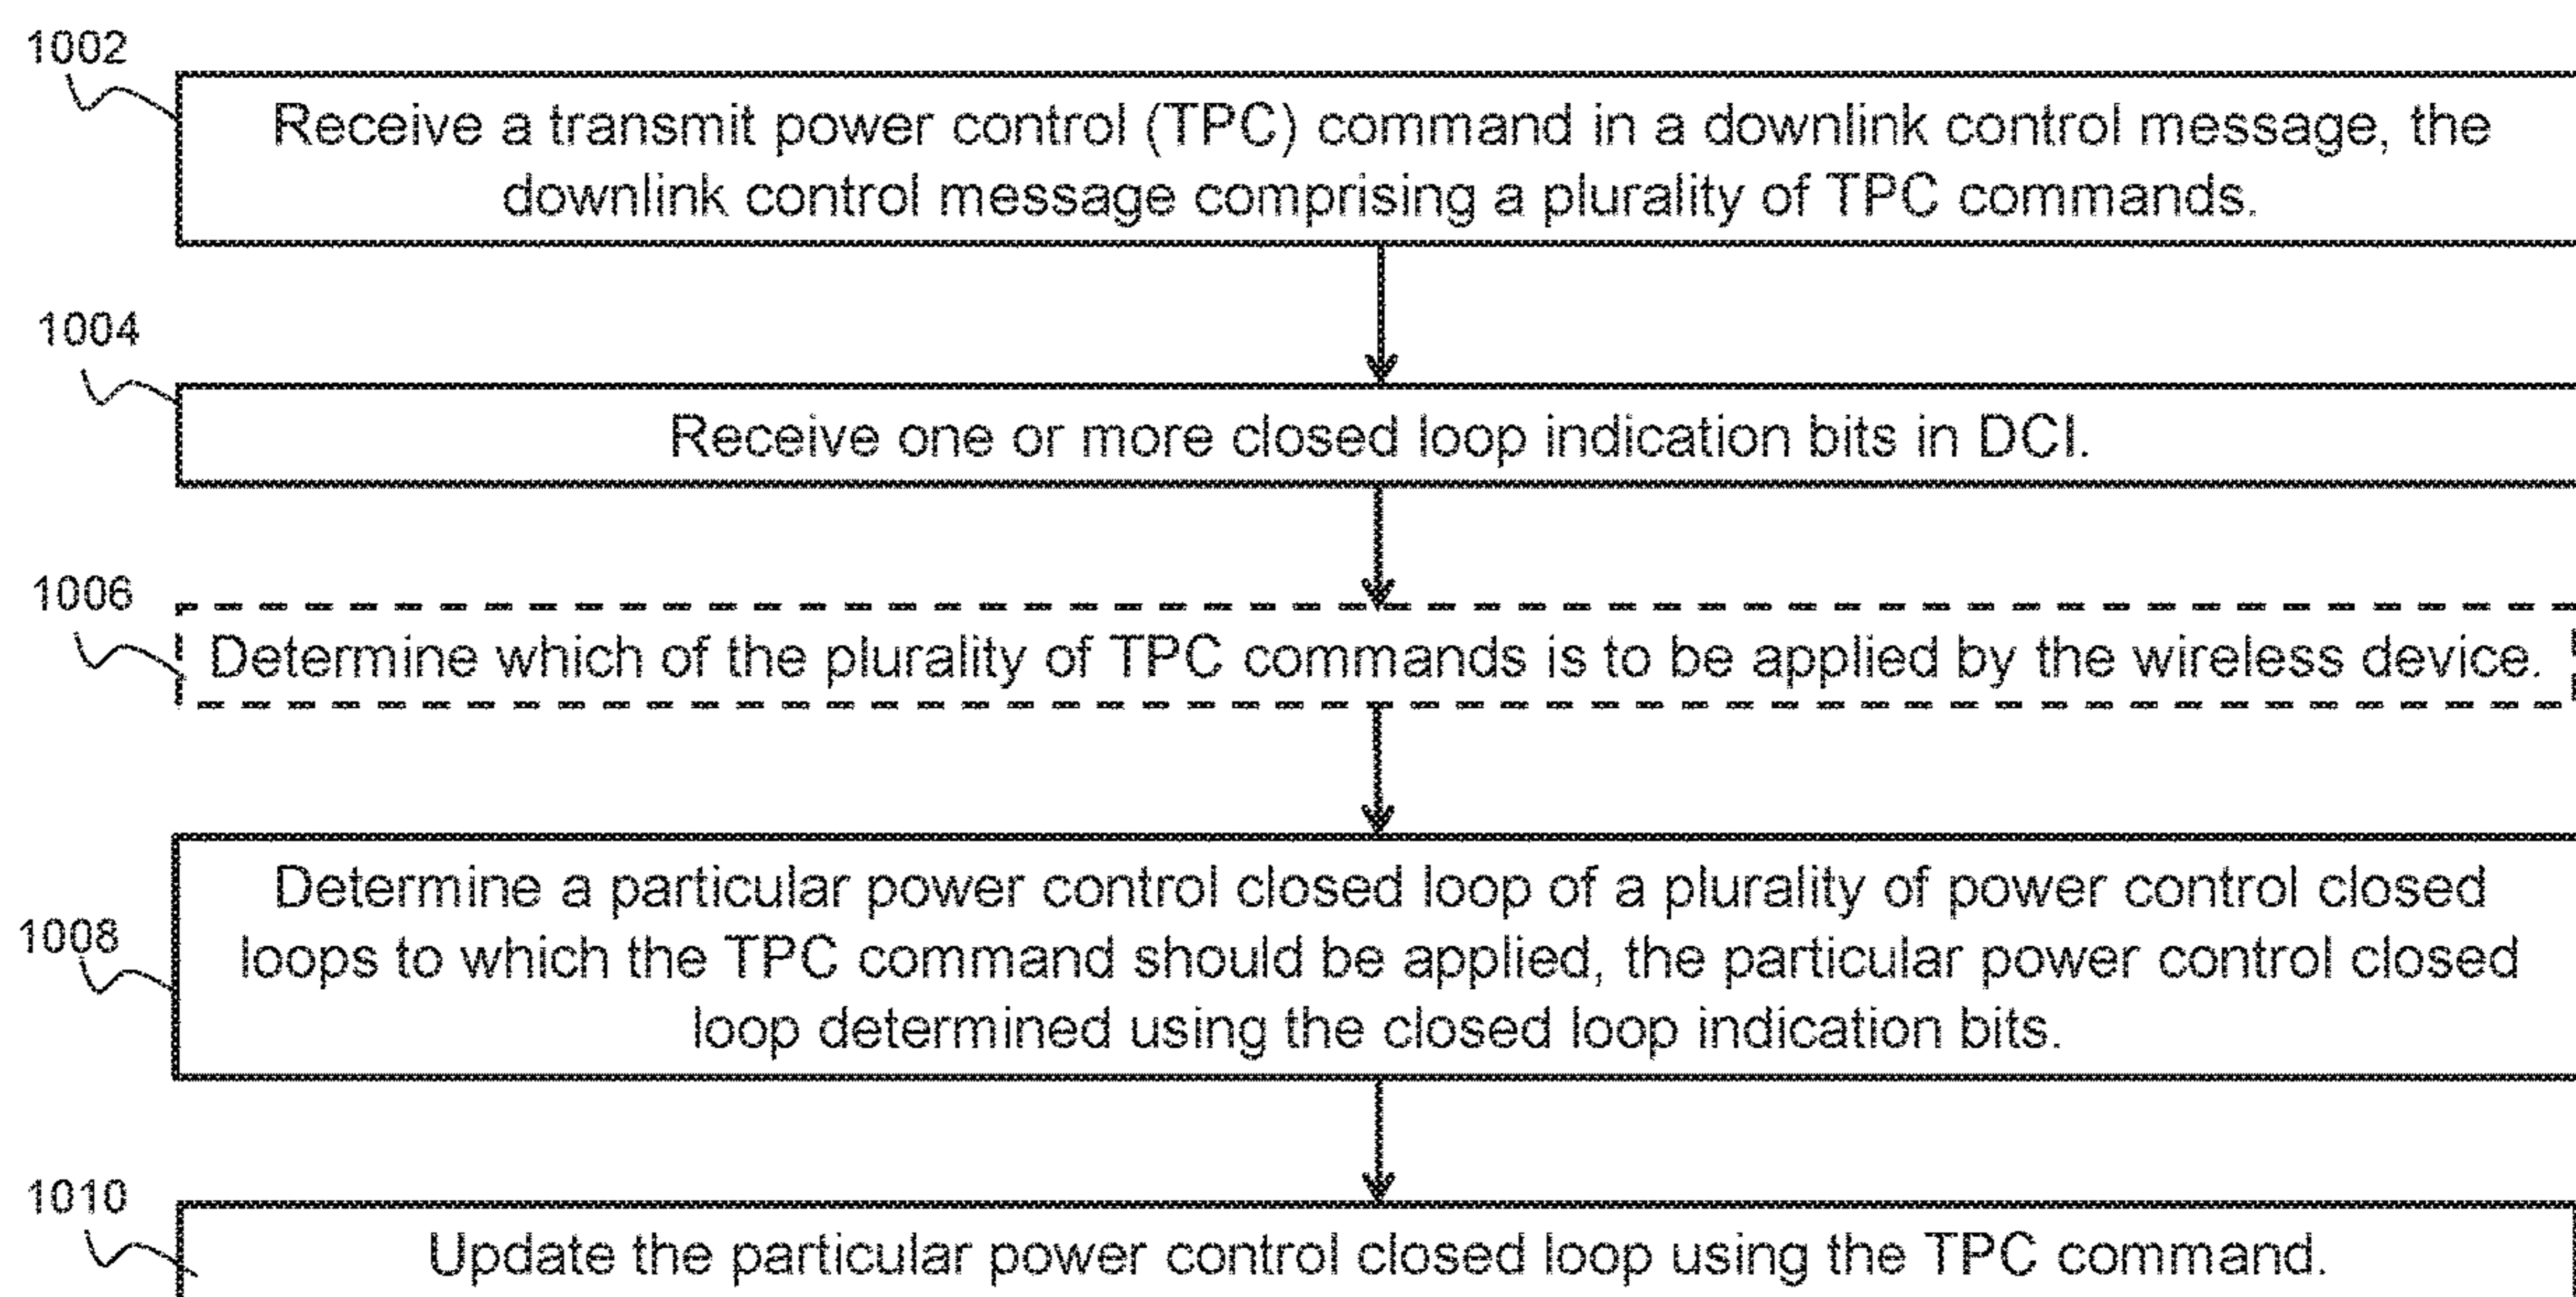 1002
Receive a transmit power control (TPC) command in a downlink control message, the
downlink control message comprising a plurality of TPC commands.
1004
Receive one or more closed loop indication bits in DCI.
1006
Determine which of the plurality of TPC commands is to be applied by the wireless device.
1008
Determine a particular power control closed loop of a plurality of power control closed
loops to which the TPC command should be applied, the particular power control closed
loop determined using the closed loop indication bits.
1010
Update the particular power control closed loop using the TPC command.